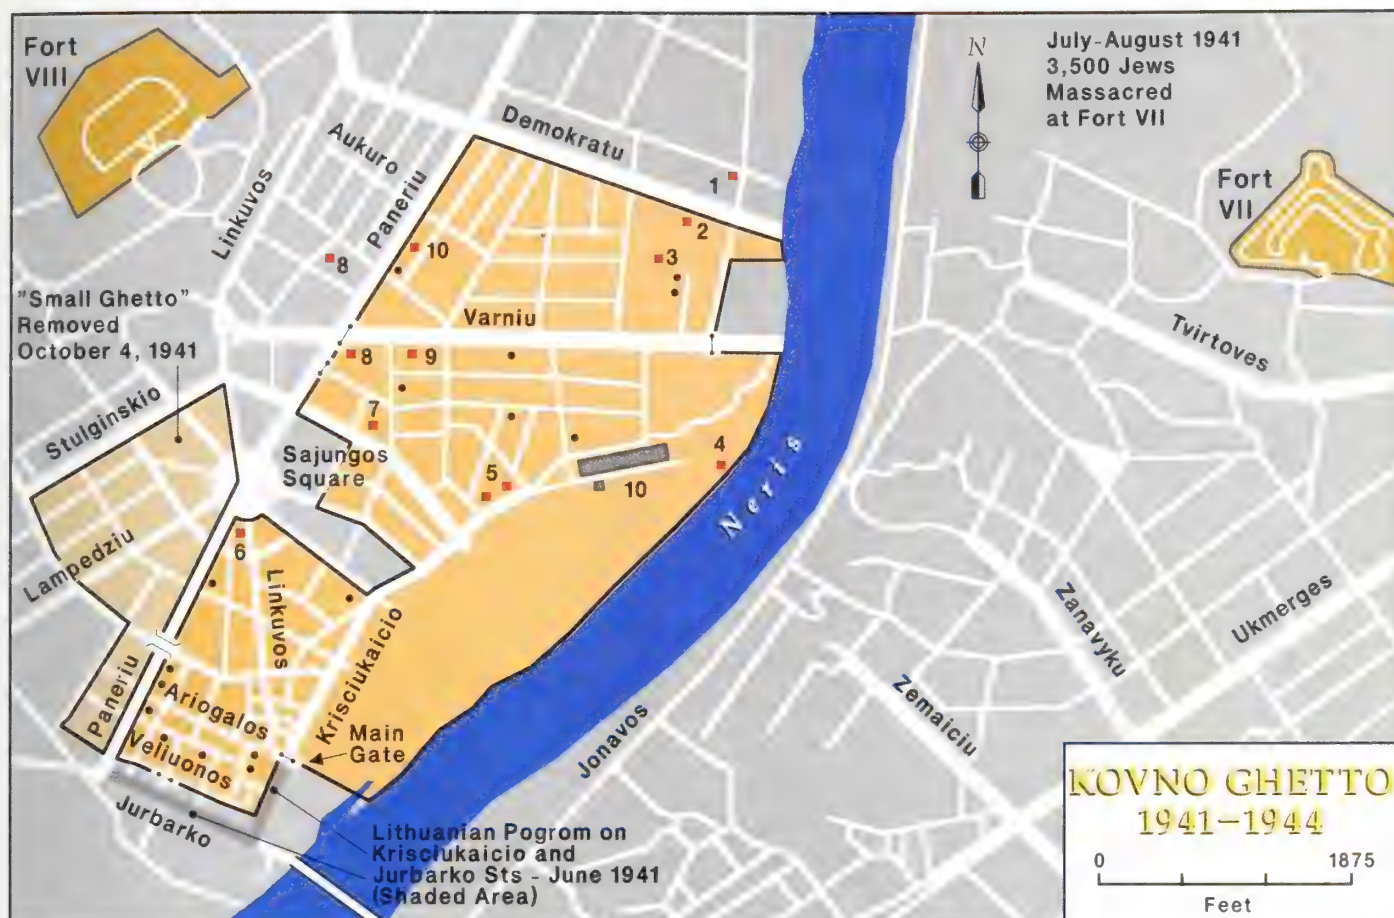 Fort
VIII
N
July-August 1941
3,500 Jews
Massacred
at Fort VII
Demokratu
Aukuro
Linkuvos
Paneriu
1
2
3
10
8
Fort
VII
"Small Ghetto"
Removed
October 4, 1941
Varniu
Tvirtoves
8
9
Stulginskio
7
Sajungos
Square
5
4
10
Neris
6
Lampedziu
Linkuvos
Krisciukaicio
Zanavyku
Ukmerges
Paneriu
Ariogalos
Veliuonos
Main
Gate
Zemaiciu
Jonavos
Jurbarko
Lithuanian Pogrom on
Krisciukaicio and
Jurbarko Sts - June 1941
(Shaded Area)
KOVNO GHETTO
1941-1944
0 1875
Feet